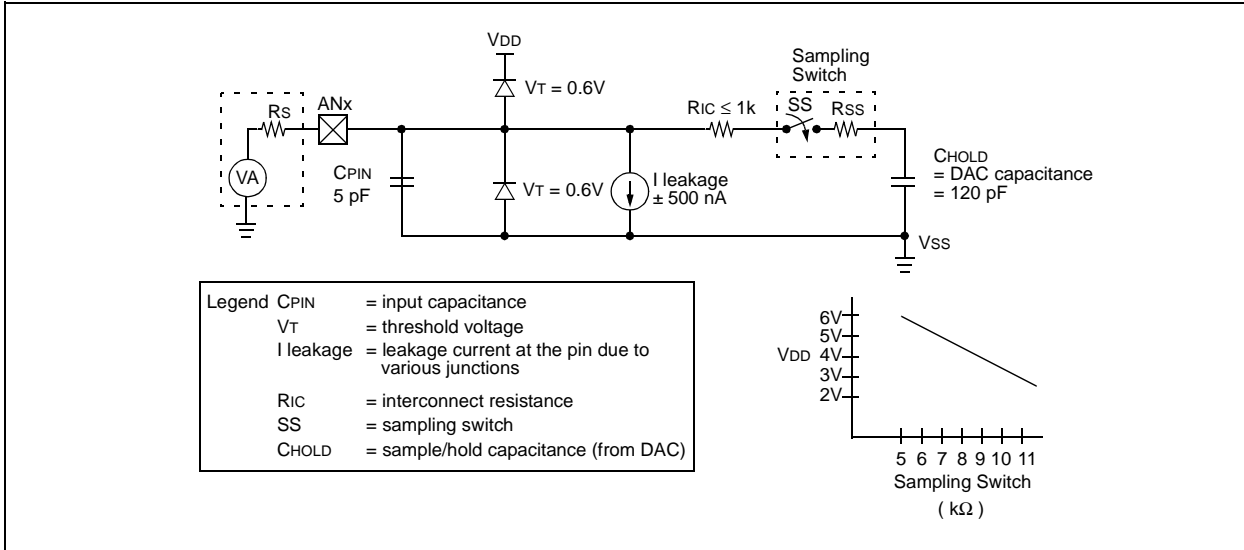 VDD
Sampling
Switch
VT = 0.6V
RS
ANx
RIC ≤ 1k
SS
RSS
VA
CPIN
5 pF
VT = 0.6V
I leakage
± 500 nA
CHOLD
= DAC capacitance
= 120 pF
VSS
Legend CPIN = input capacitance
VT = threshold voltage
I leakage = leakage current at the pin due to
various junctions
RIC = interconnect resistance
SS = sampling switch
CHOLD = sample/hold capacitance (from DAC)
6V
5V
VDD 4V
3V
2V
5 6 7 8 9 10 11
Sampling Switch
( kΩ )